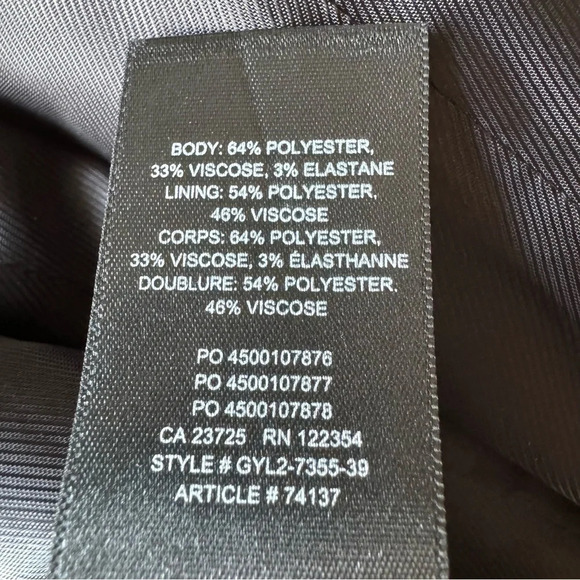 BODY: 64% POLYESTER,
33% VISCOSE, 3% ELASTANE
LINING: 54% POLYESTER,
46% VISCOSE
CORPS: 64% POLYESTER,
33% VISCOSE, 3% ÉLASTHANNE
DOUBLURE: 54% POLYESTER.
46% VISCOSE
PO 4500107876
PO 4500107877
PO 4500107878
CA 23725 RN 122354
STYLE # GYL2-7355-39
ARTICLE # 74137